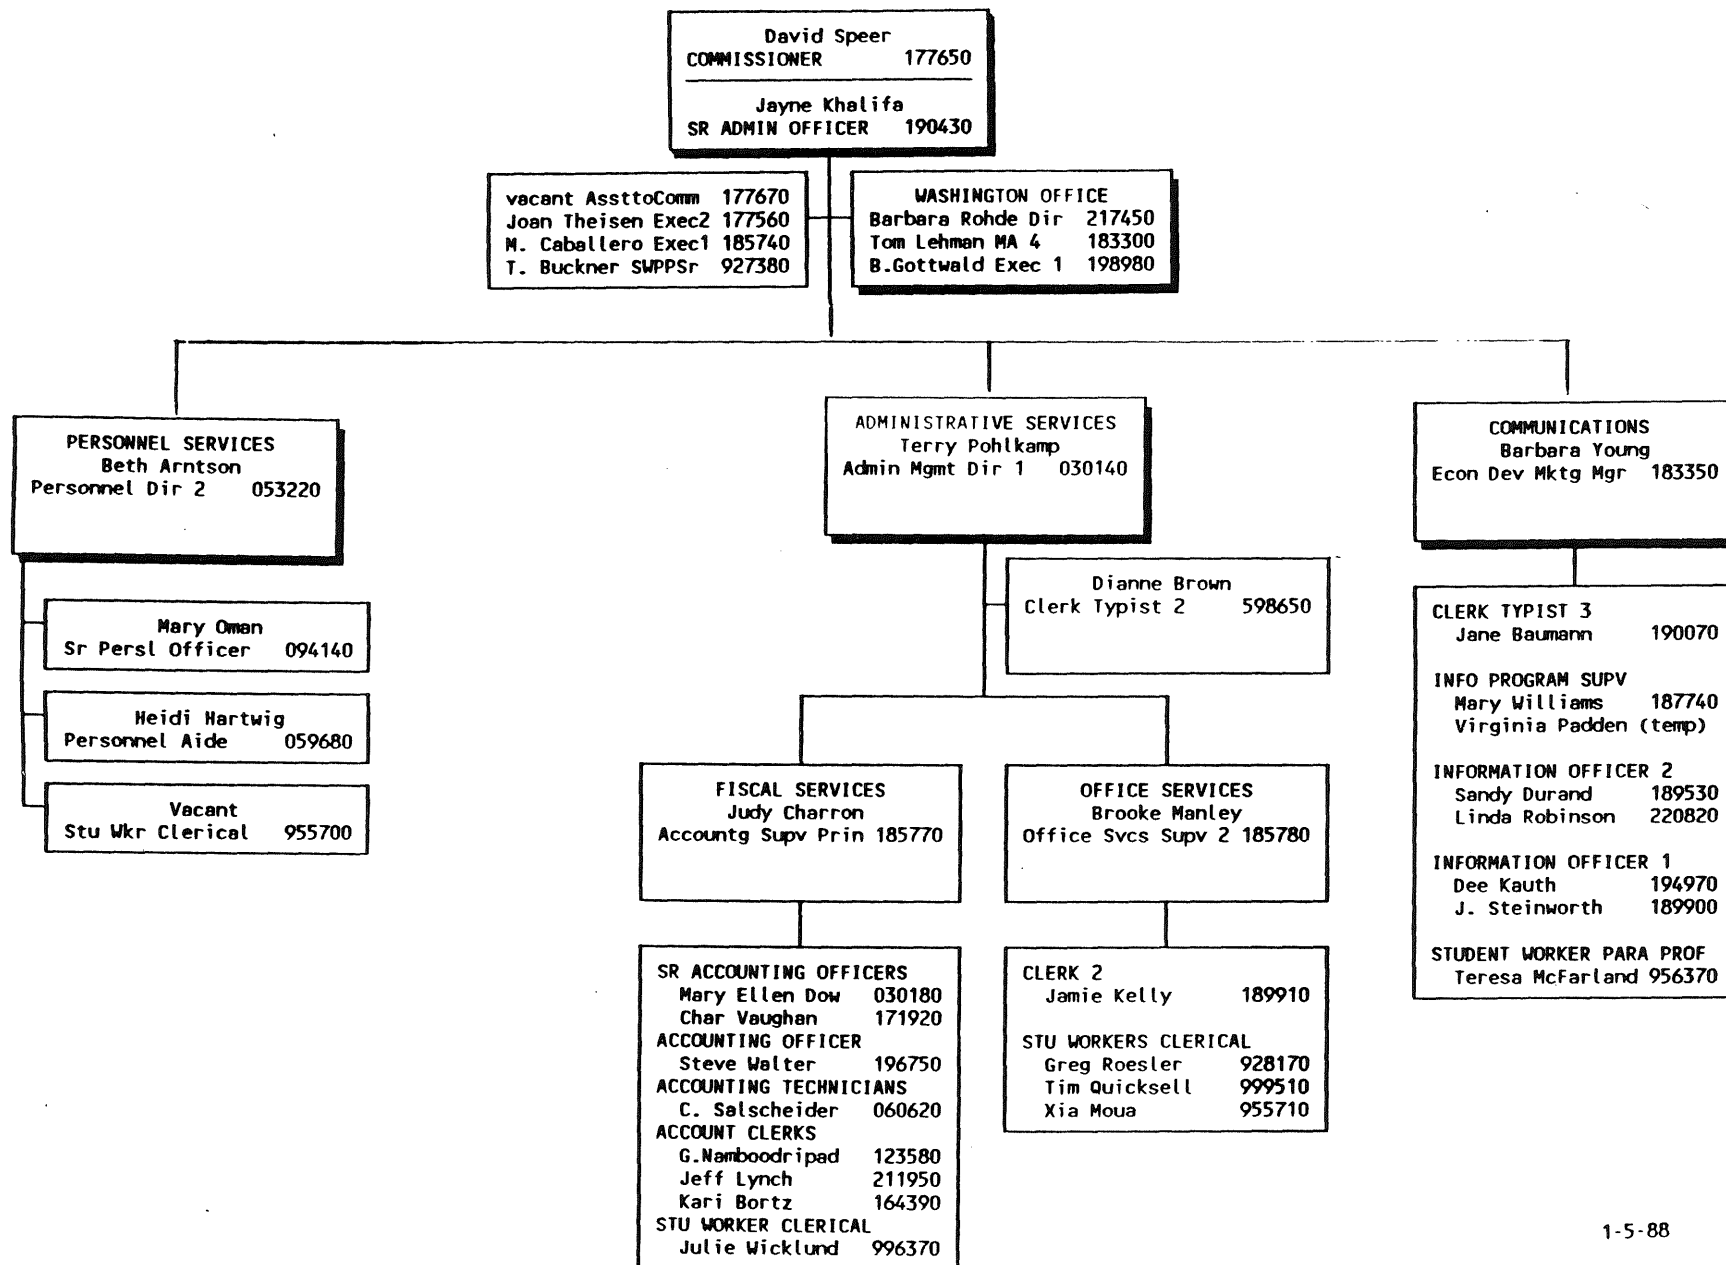 David Speer
COMMISSIONER 177650
Jayne Khalifa
SR ADMIN OFFICER 190430
vacant AssttoComm 177670
Joan Theisen Exec2 177560
M. Caballero Exec1 185740
T. Buckner SWPPSr 927380
WASHINGTON OFFICE
Barbara Rohde Dir 217450
Tom Lehman MA 4 183300
B.Gottwald Exec 1 198980
PERSONNEL SERVICES
Beth Arntson
Personnel Dir 2 053220
Mary Oman
Sr Persl Officer 094140
Heidi Hartwig
Personnel Aide 059680
Vacant
Stu Wkr Clerical 955700
ADMINISTRATIVE SERVICES
Terry Pohlkamp
Admin Mgmt Dir 1 030140
Dianne Brown
Clerk Typist 2 598650
FISCAL SERVICES
Judy Charron
Accountg Supv Prin 185770
SR ACCOUNTING OFFICERS
Mary Ellen Dow 030180
Char Vaughan 171920
ACCOUNTING OFFICER
Steve Walter 196750
ACCOUNTING TECHNICIANS
C. Salscheider 060620
ACCOUNT CLERKS
G.Namboodripad 123580
Jeff Lynch 211950
Kari Bortz 164390
STU WORKER CLERICAL
Julie Wicklund 996370
OFFICE SERVICES
Brooke Manley
Office Svcs Supv 2 185780
CLERK 2
Jamie Kelly 189910
STU WORKERS CLERICAL
Greg Roesler 928170
Tim Quicksell 999510
Xia Moua 955710
COMMUNICATIONS
Barbara Young
Econ Dev Mktg Mgr 183350
CLERK TYPIST 3
Jane Baumann 190070
INFO PROGRAM SUPV
Mary Williams 187740
Virginia Padden (temp)
INFORMATION OFFICER 2
Sandy Durand 189530
Linda Robinson 220820
INFORMATION OFFICER 1
Dee Kauth 194970
J. Steinworth 189900
STUDENT WORKER PARA PROF
Teresa McFarland 956370
1-5-88